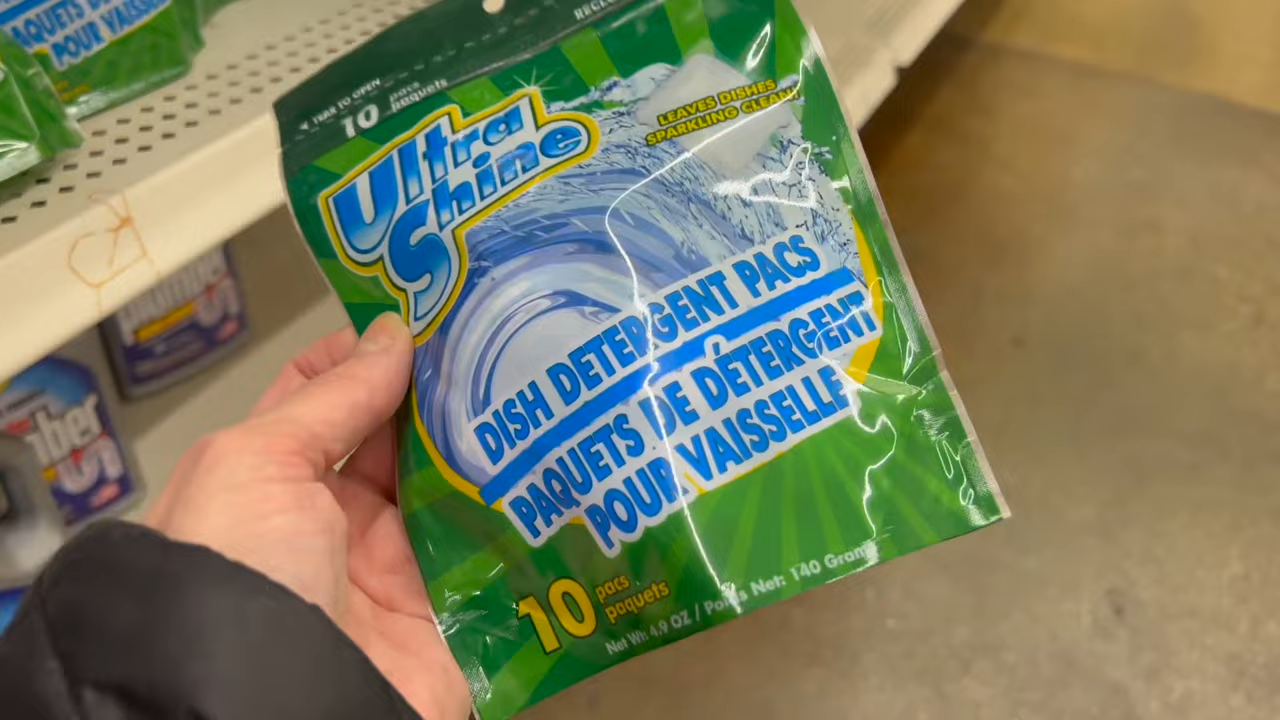 AQUETS D
POUR VAISSE
TEAR TO OPEN
10 pacs
paquets
Ultra
Shine
LEAVES DISHES
SPARKLING CLEAN!
DISH DETERGENT PACS
PAQUETS DE DÉTERGENT
POUR VAISSELLE
10 pacs
paquets
Net Wt: 4.9 OZ / Poids Net: 140 Grams